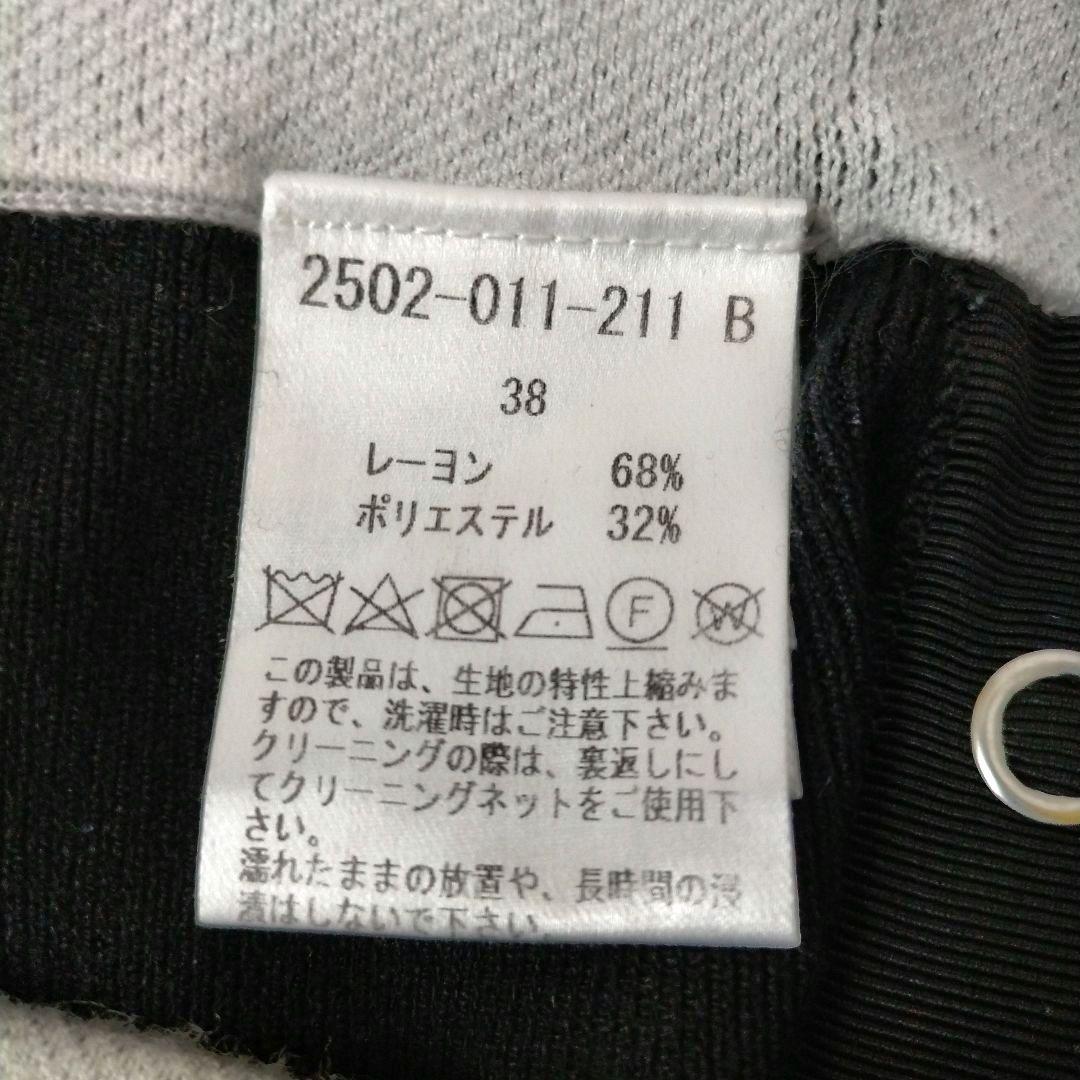 2502-011-211 B
38
レーヨン 68%
ポリエステル 32%
F W
この製品は、生地の特性上縮みま
すので、洗濯時はご注意下さい。
クリーニングの際は、裏返しにし
てクリーニングネットをご使用下
さい。
濡れたままの放置や、長時間の浸
漬はしないで下さい。